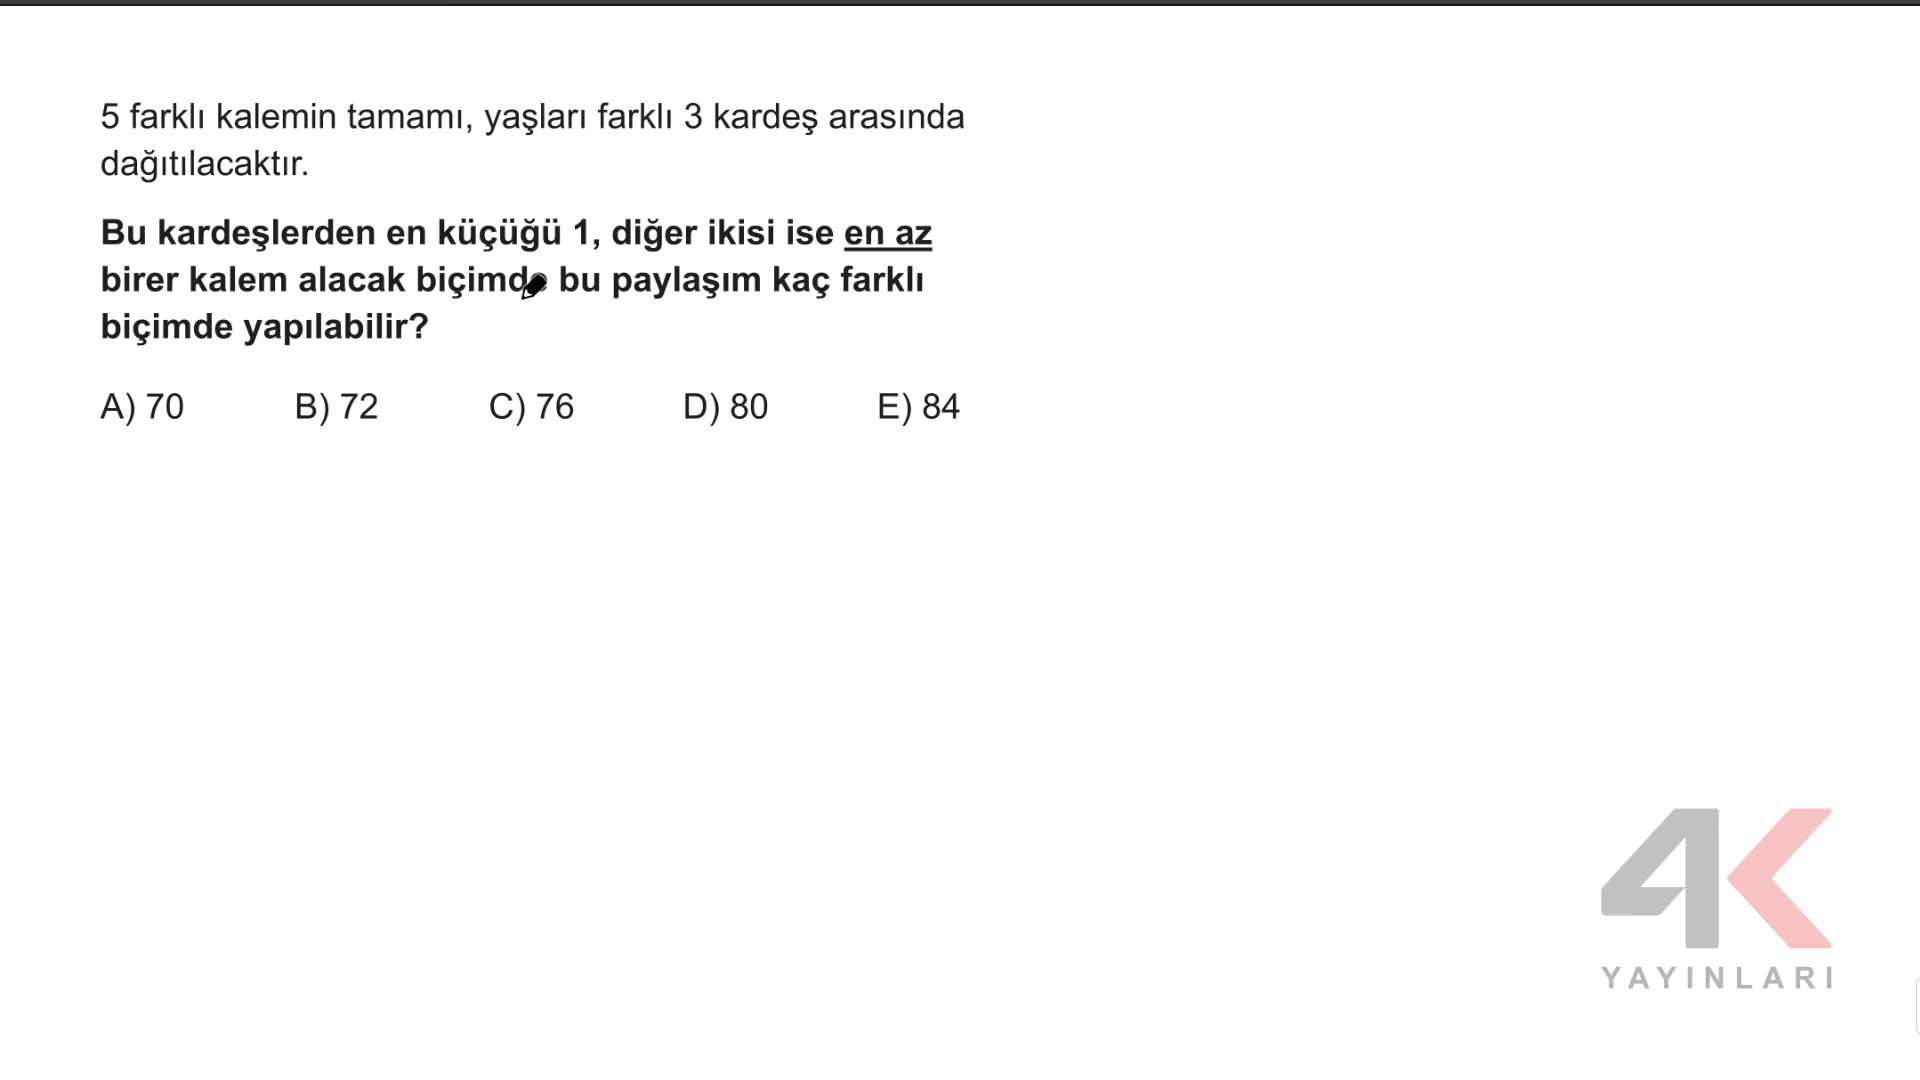 5 farklı kalemin tamamı, yaşları farklı 3 kardeş arasında
dağıtılacaktır.
Bu kardeşlerden en küçüğü 1, diğer ikisi ise en az
birer kalem alacak biçimde bu paylaşım kaç farklı
biçimde yapılabilir?
A) 70 B) 72 C) 76 D) 80 E) 84
4K
YAYINLARI